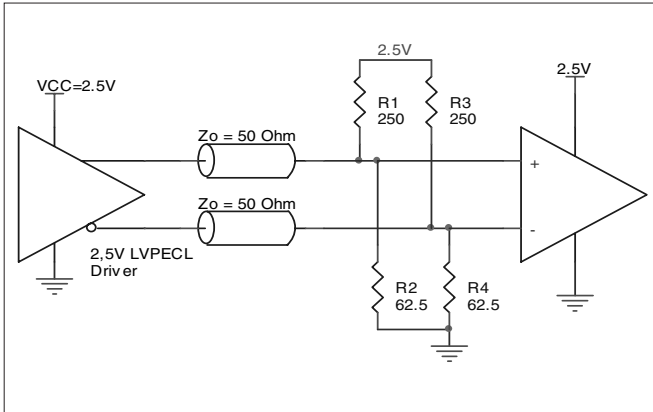 2.5V
VCC=2.5V
2.5V
R1
250
R3
250
Zo = 50 Ohm
+
Zo = 50 Ohm
-
2,5V LVPECL
Driver
R2
62.5
R4
62.5